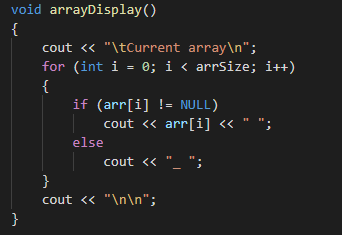 void arrayDisplay()
{
    cout << "\tCurrent array\n";
    for (int i = 0; i < arrSize; i++)
    {
        if (arr[i] != NULL)
            cout << arr[i] << " ";
        else
            cout << "_ ";
    }
    cout << "\n\n";
}